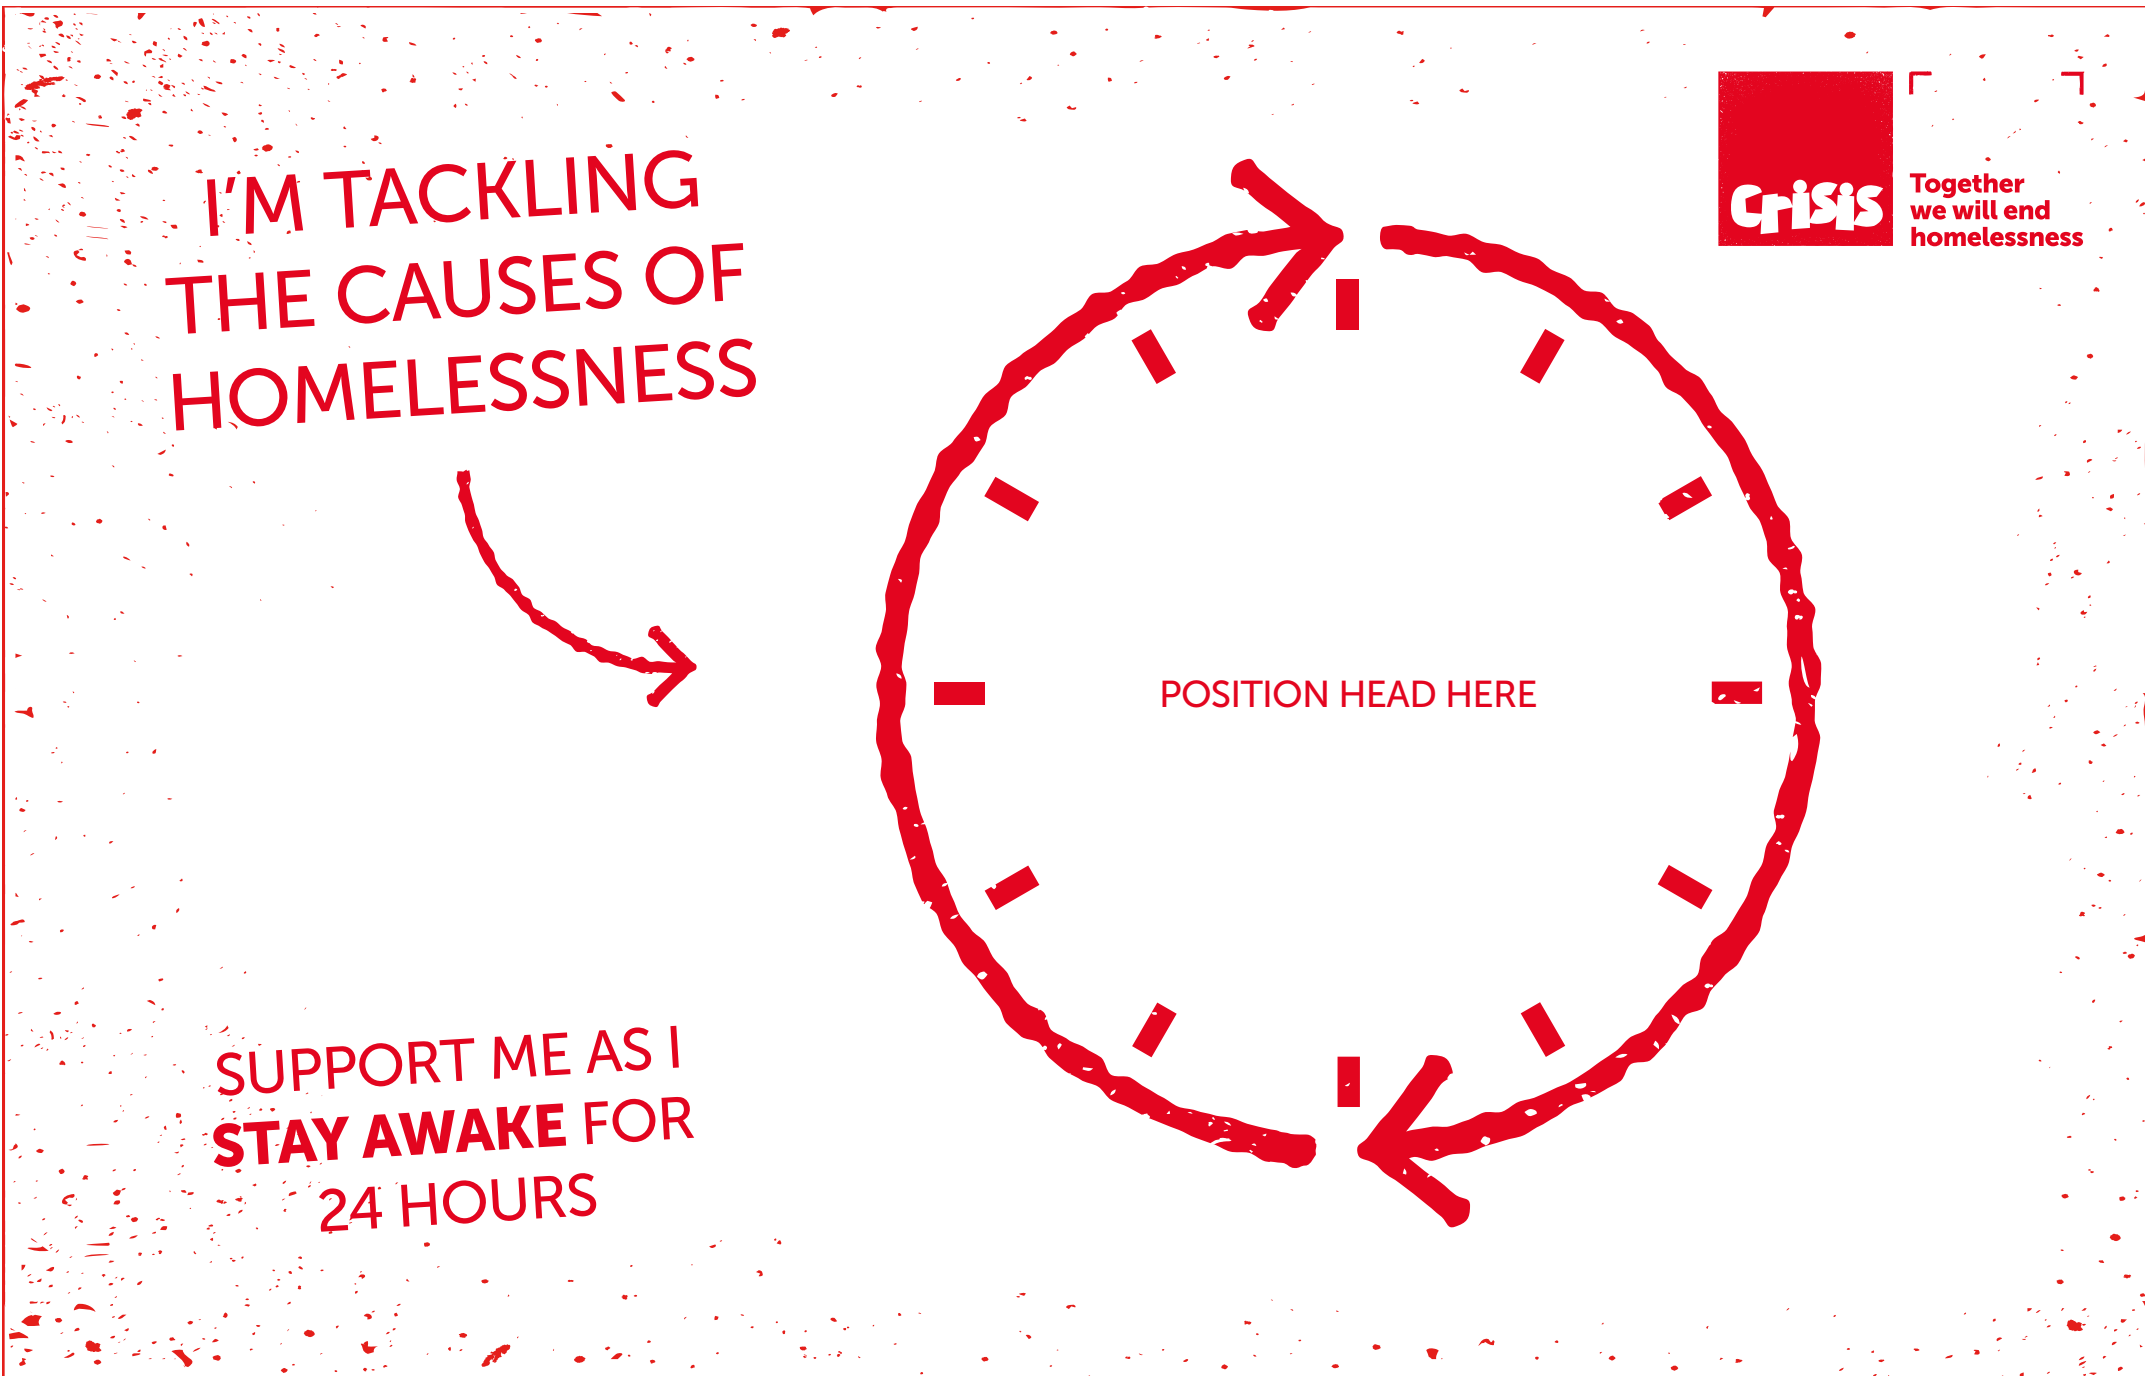 I'M TACKLING
THE CAUSES OF
HOMELESSNESS
Crisis
Together
we will end
homelessness
POSITION HEAD HERE
SUPPORT ME AS I
STAY AWAKE FOR
24 HOURS